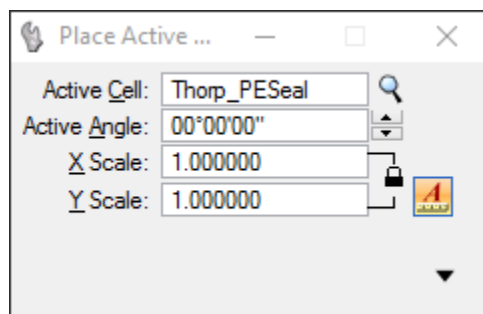 Place Active ...
Active Cell: Thorp_PESeal
Active Angle: 00°00'00"
X Scale: 1.000000
Y Scale: 1.000000
A